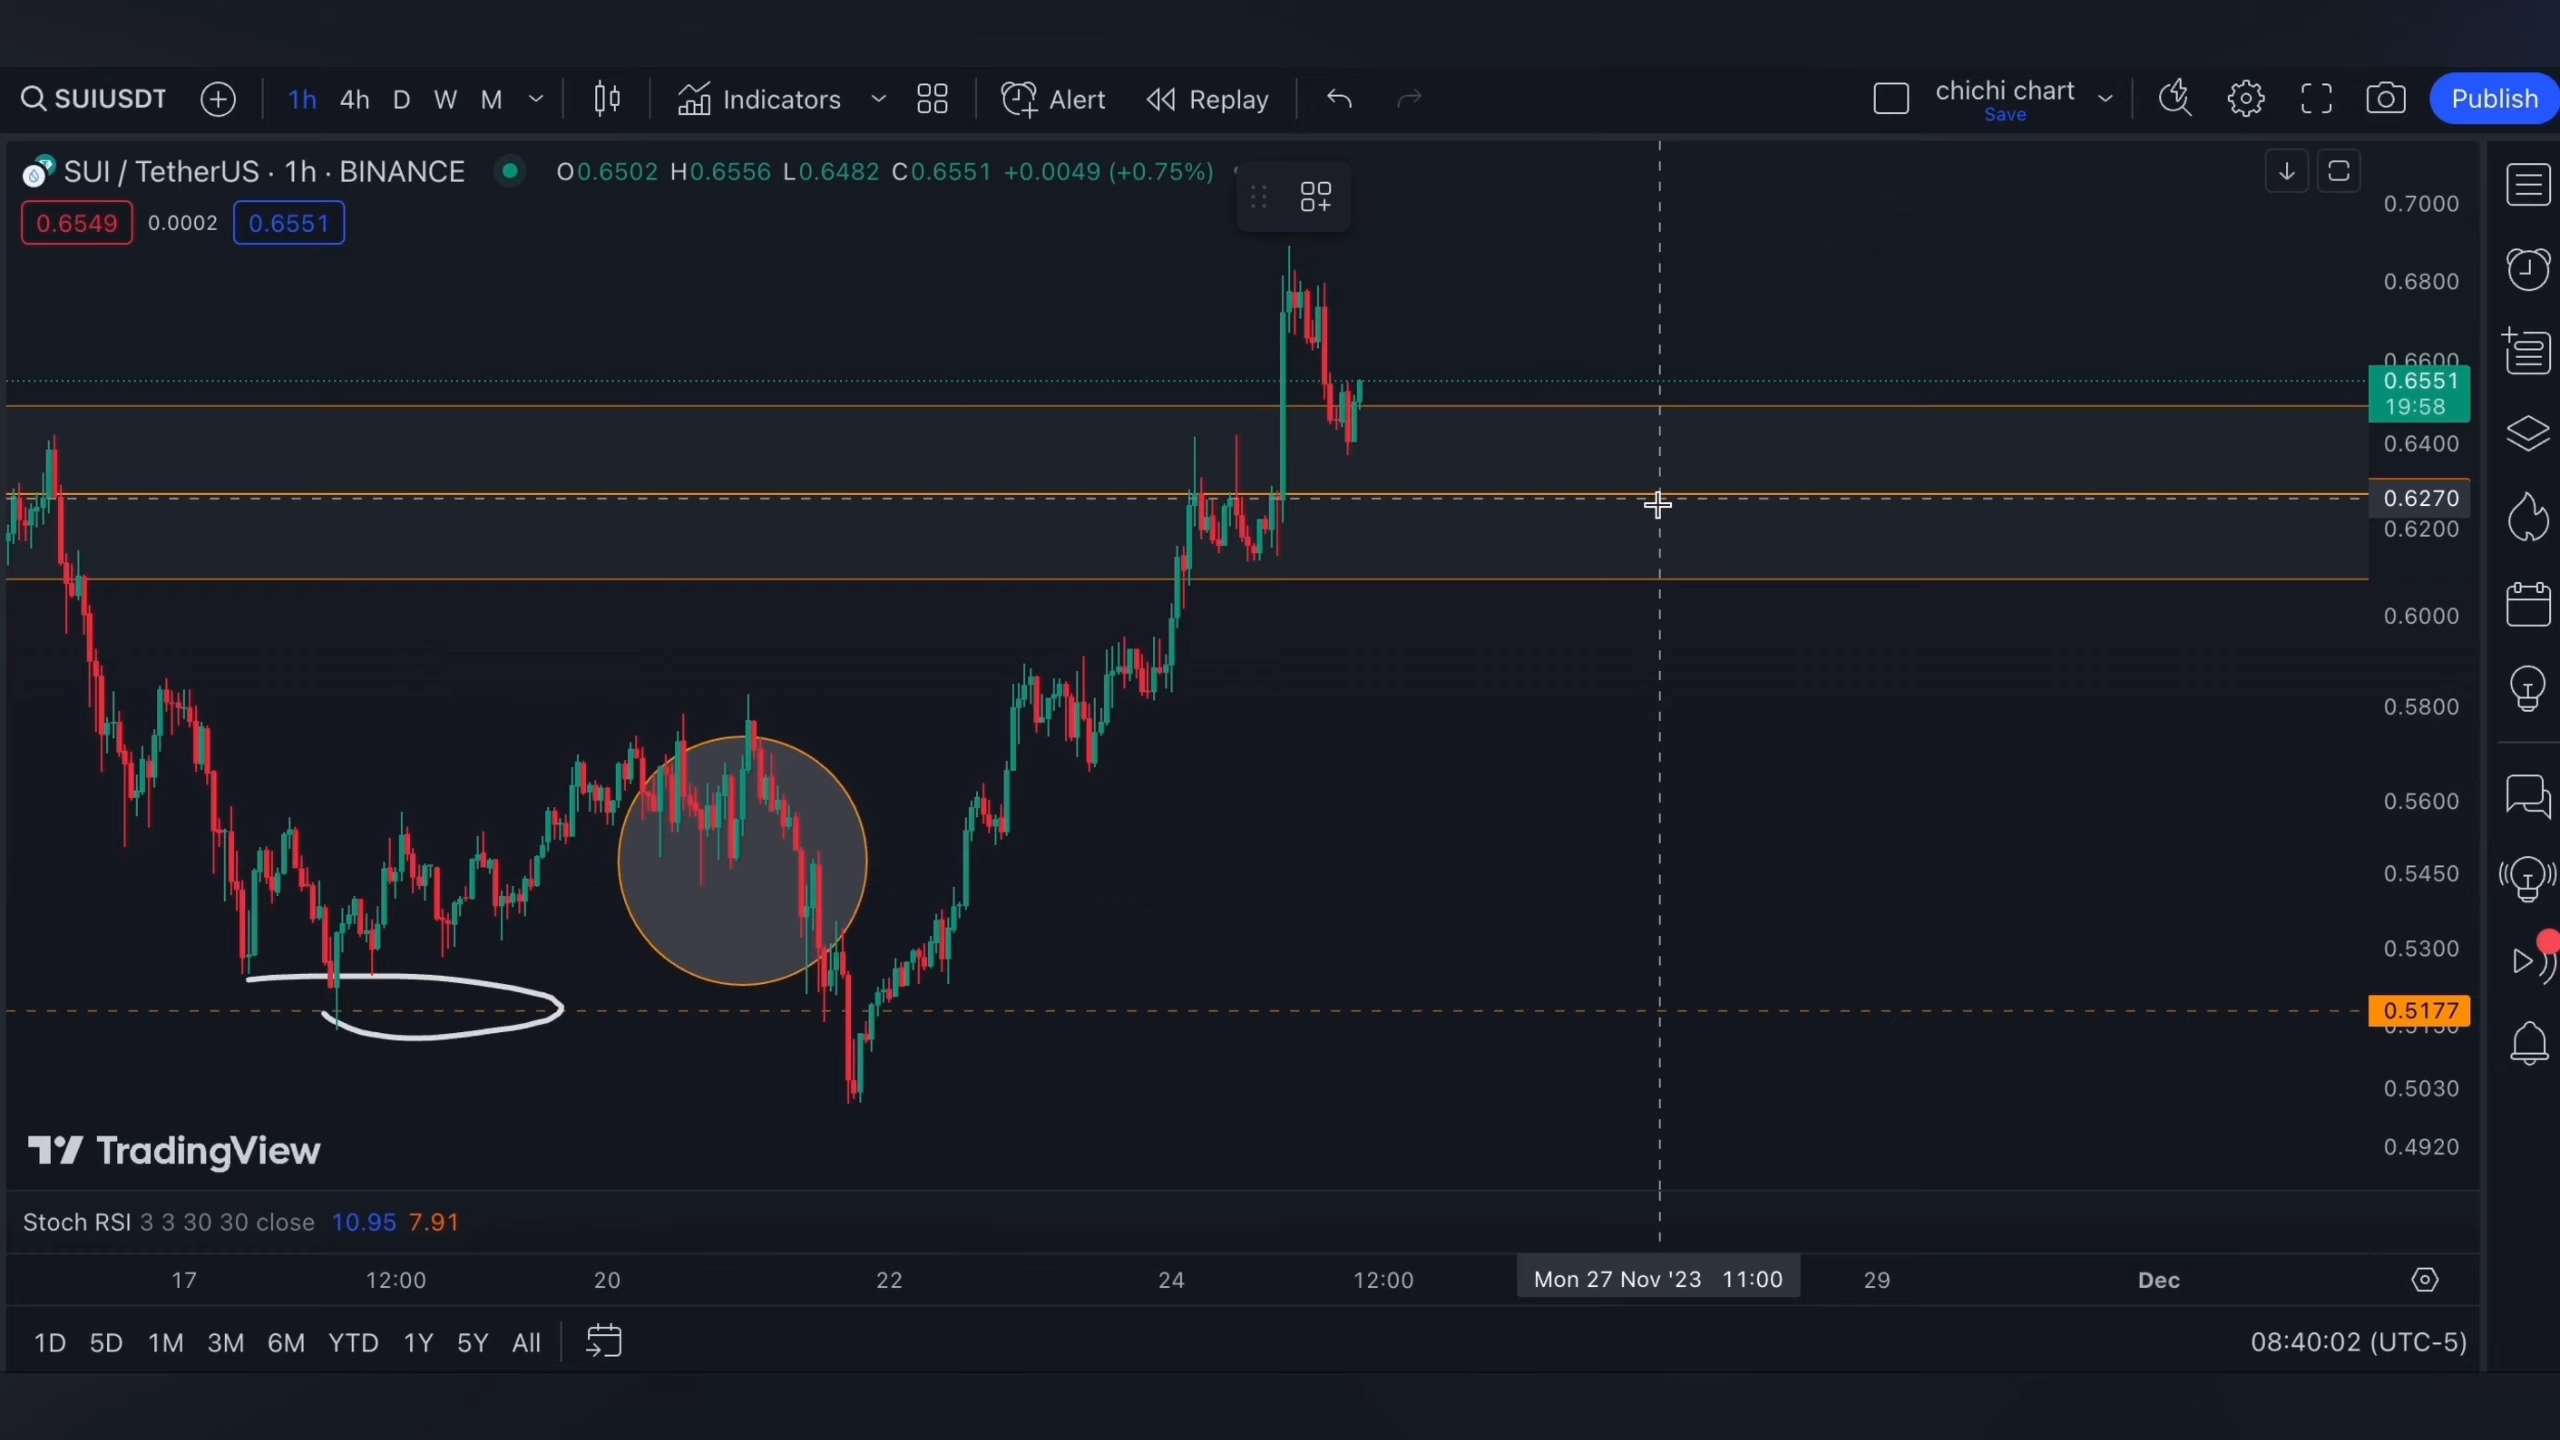 SUIUSDT 1h 4h D W M Indicators Alert Replay chichi chart Publish
Save
SUI / TetherUS · 1h · BINANCE O0.6502 H0.6556 L0.6482 C0.6551 +0.0049 (+0.75%)
0.6549 0.0002 0.6551
0.7000
0.6800
0.6600
0.6551
19:58
0.6400
0.6270
0.6200
0.6000
0.5800
0.5600
0.5450
0.5300
0.5177
0.5030
TradingView
0.4920
Stoch RSI 3 3 30 30 close 10.95 7.91
17 12:00 20 22 24 12:00 Mon 27 Nov '23 11:00 29 Dec
1D 5D 1M 3M 6M YTD 1Y 5Y All 08:40:02 (UTC-5)